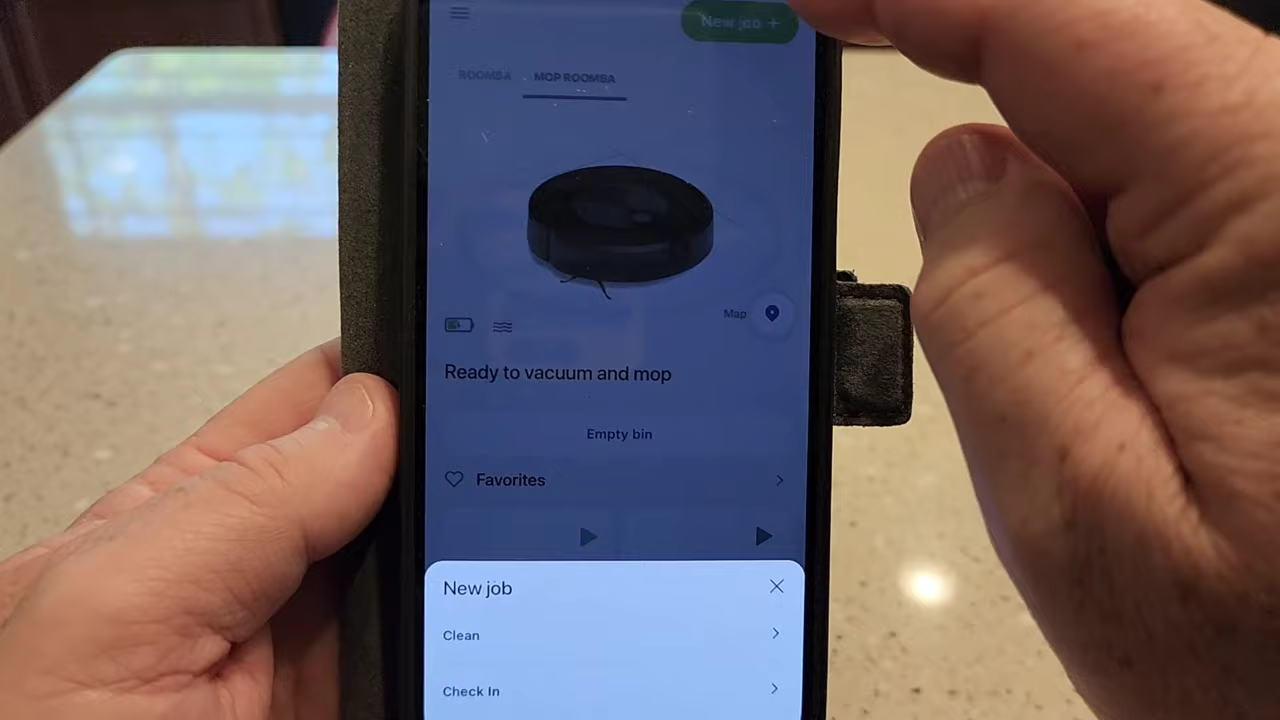 New job +
ROOMBA MOP ROOMBA
Map
Ready to vacuum and mop
Empty bin
Favorites
New job
Clean
Check In